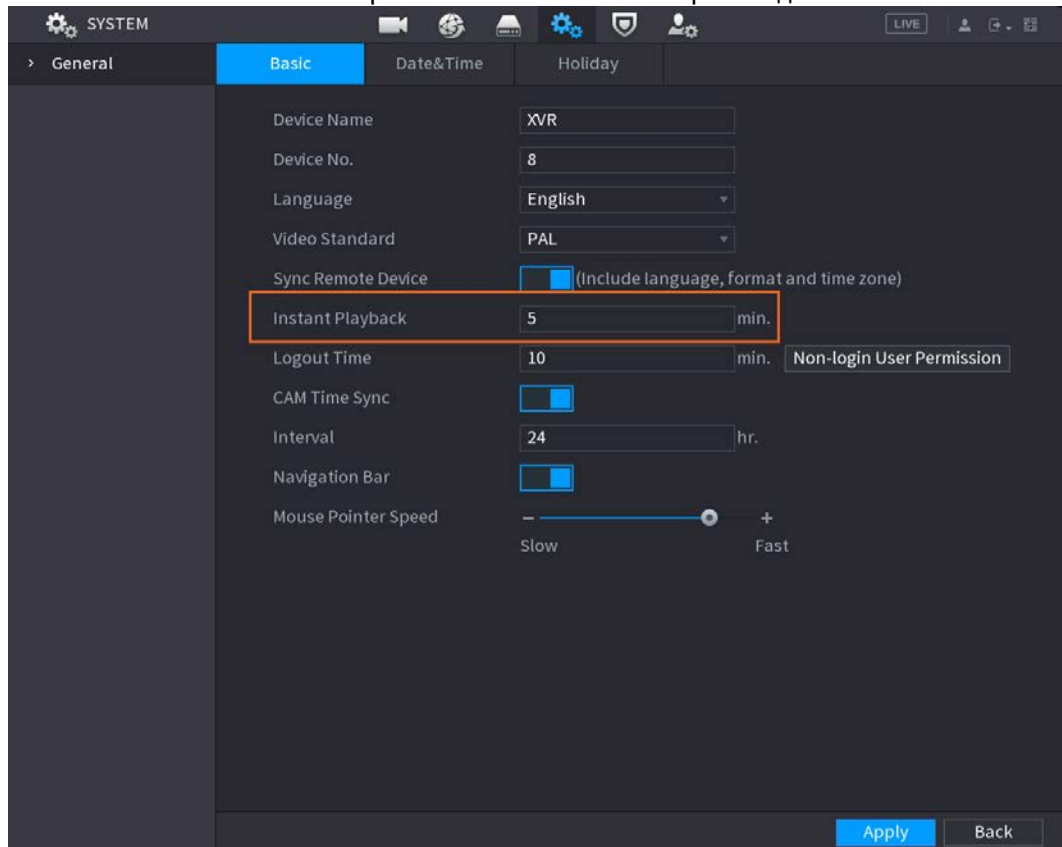 SYSTEM LIVE
General Basic Date&Time Holiday
Device Name XVR
Device No. 8
Language English
Video Standard PAL
Sync Remote Device (Include language, format and time zone)
Instant Playback 5 min.
Logout Time 10 min. Non-login User Permission
CAM Time Sync
Interval 24 hr.
Navigation Bar
Mouse Pointer Speed - +
Slow Fast
Apply Back